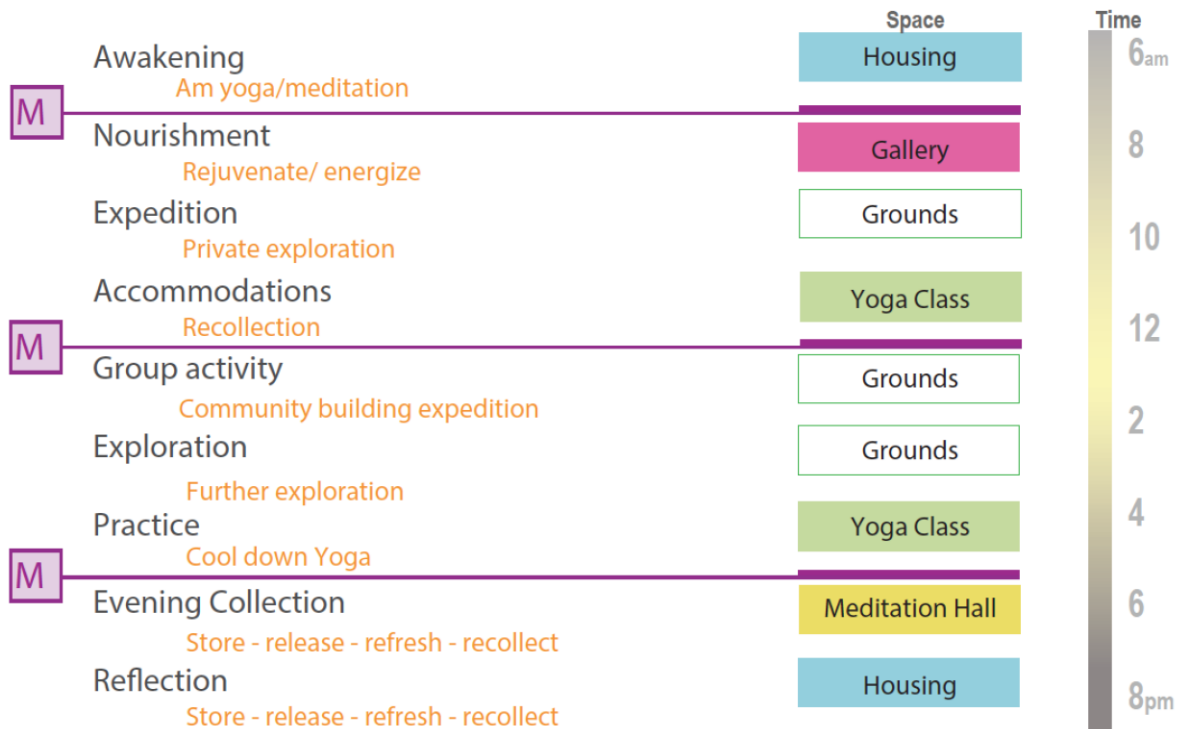 Space Time
Awakening Housing 6am
Am yoga/meditation
M
Nourishment Gallery 8
Rejuvenate/ energize
Expedition Grounds
Private exploration 10
Accommodations Yoga Class
Recollection 12
M
Group activity Grounds
Community building expedition 2
Exploration Grounds
Further exploration
Practice Yoga Class 4
Cool down Yoga
M
Evening Collection Meditation Hall 6
Store - release - refresh - recollect
Reflection Housing 8pm
Store - release - refresh - recollect